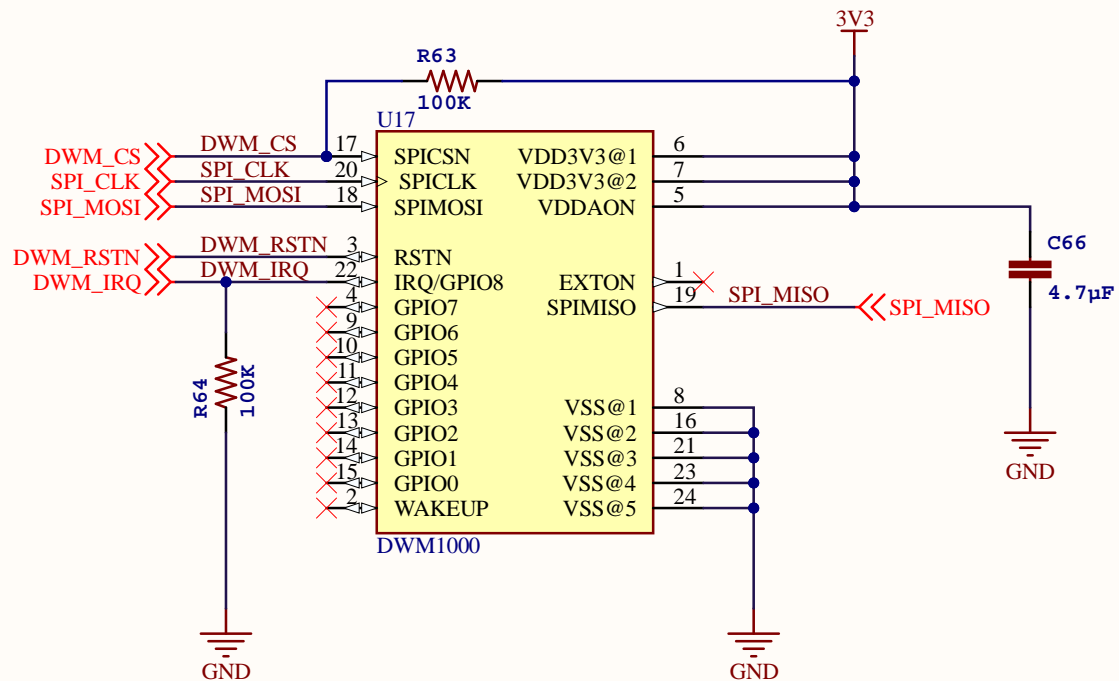 3V3
R63
100K
U17
DWM_CS DWM_CS 17 SPICSN VDD3V3@1 6
SPI_CLK SPI_CLK 20 SPICLK VDD3V3@2 7
SPI_MOSI SPI_MOSI 18 SPIMOSI VDDAON 5
DWM_RSTN DWM_RSTN 3 RSTN
C66
DWM_IRQ DWM_IRQ 22 IRQ/GPIO8 EXTON 1
4.7µF
4 GPIO7 SPIMISO 19 SPI_MISO SPI_MISO
9 GPIO6
10 GPIO5
R64
100K
11 GPIO4
12 GPIO3 VSS@1 8
13 GPIO2 VSS@2 16
14 GPIO1 VSS@3 21
GND
15 GPIO0 VSS@4 23
2 WAKEUP VSS@5 24
DWM1000
GND
GND